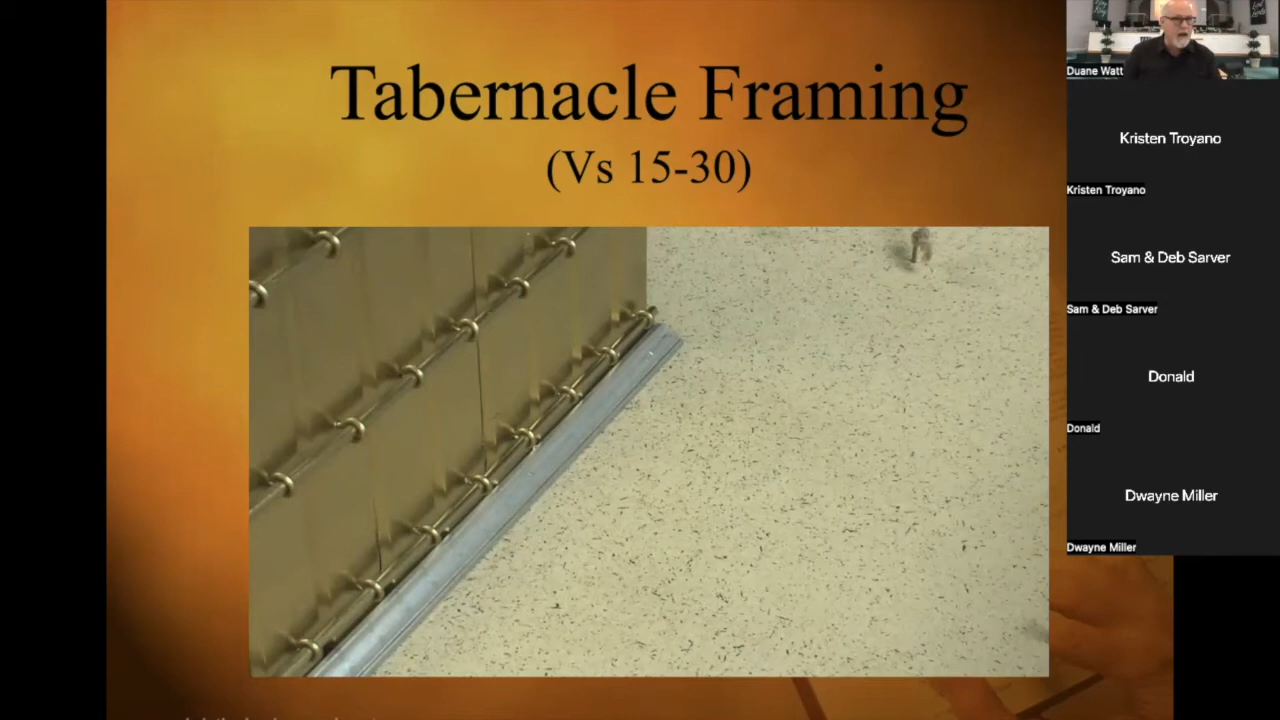 Tabernacle Framing
(Vs 15-30)
Duane Watt
Kristen Troyano
Kristen Troyano
Sam & Deb Sarver
Sam & Deb Sarver
Donald
Donald
Dwayne Miller
Dwayne Miller